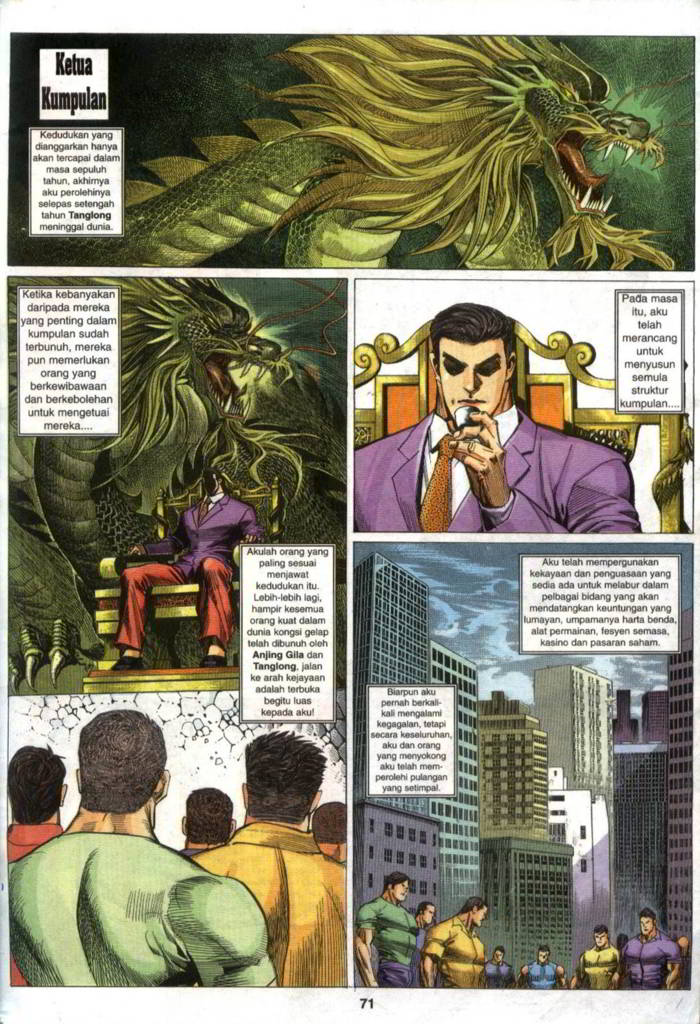 Ketua
Kumpulan
Kedudukan yang
dianggarkan hanya
akan tercapai dalam
masa sepuluh
tahun, akhirnya
aku perolehinya
selepas setengah
tahun Tanglong
meninggal dunia.
Ketika kebanyakan
daripada mereka
yang penting dalam
kumpulan sudah
terbunuh, mereka
pun memerlukan
orang yang
berkewibawaan
dan berkebolehan
untuk mengetuai
mereka....
Akulah orang yang
paling sesuai
menjawat
kedudukan itu.
Lebih-lebih lagi,
hampir kesemua
orang kuat dalam
dunia kongsi gelap
telah dibunuh oleh
Anjing Gila dan
Tanglong, jalan
ke arah kejayaan
adalah terbuka
begitu luas
kepada aku!
Pada masa
itu, aku
telah
merancang
untuk
menyusun
semula
struktur
kumpulan....
Aku telah mempergunakan
kekayaan dan penguasaan yang
sedia ada untuk melabur dalam
pelbagai bidang yang akan
mendatangkan keuntungan yang
lumayan, umpamanya harta benda,
alat permainan, fesyen semasa,
kasino dan pasaran saham.
Biarpun aku
pernah berkali-
kali mengalami
kegagalan, tetapi
secara keseluruhan,
aku dan orang
yang menyokong
aku telah mem-
perolehi pulangan
yang setimpal.
71